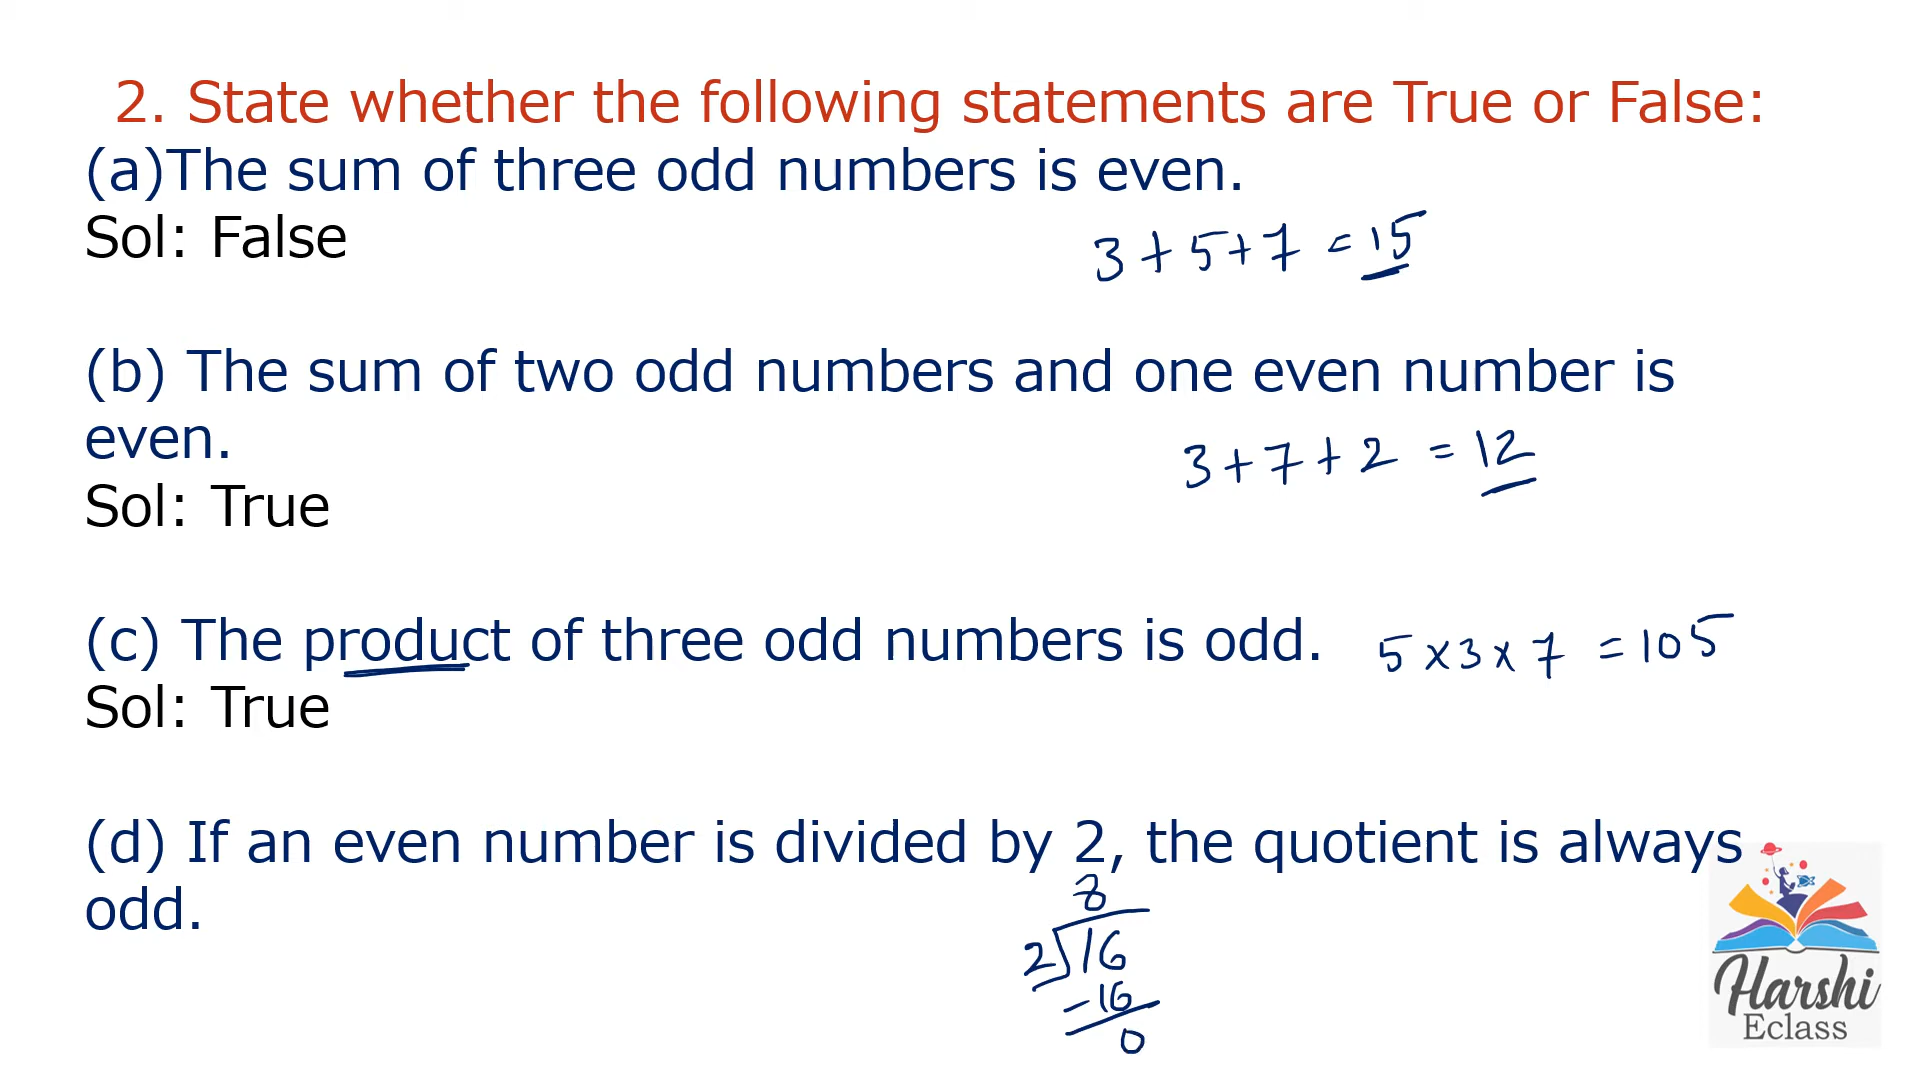 2. State whether the following statements are True or False:
(a)The sum of three odd numbers is even.
Sol: False
3 + 5 + 7 = 15
(b) The sum of two odd numbers and one even number is
even.
3 + 7 + 2 = 12
Sol: True
(c) The product of three odd numbers is odd.
5 x 3 x 7 = 105
Sol: True
(d) If an even number is divided by 2, the quotient is always
odd.
8
2 16
- 16
0
Harshi
Eclass